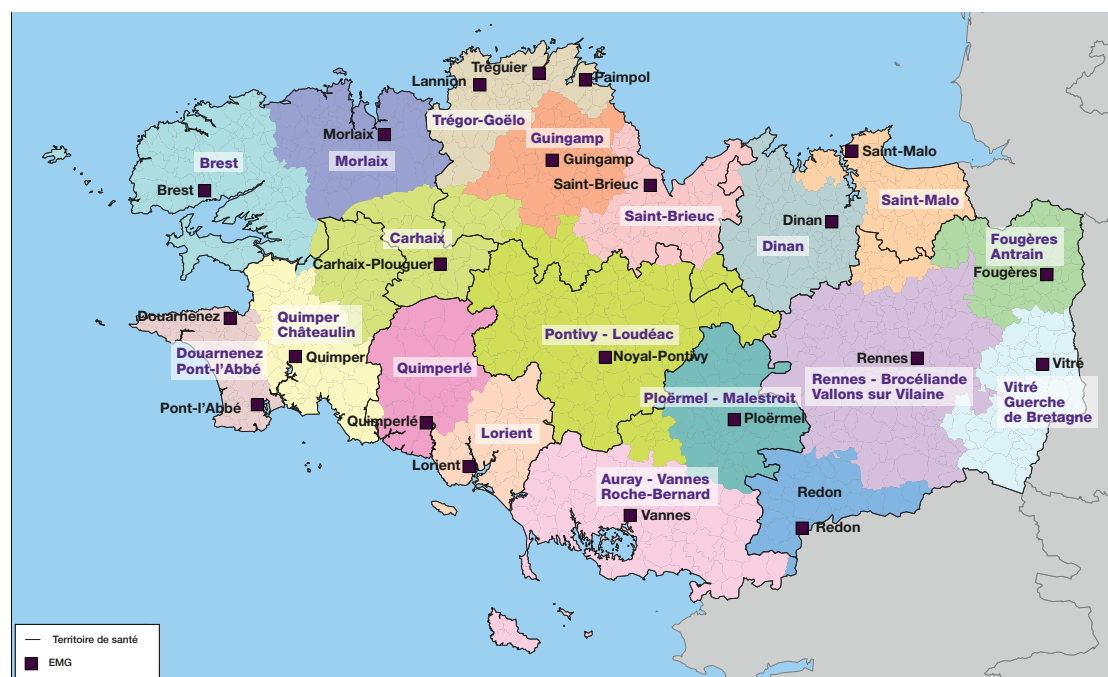 Tréguier
Lannion
Paimpol
Trégor-Goëlo
Morlaix
Guingamp
Brest
Morlaix
Guingamp
Saint-Malo
Brest
Saint-Brieuc
Saint-Malo
Saint-Brieuc
Dinan
Dinan
Carhaix
Fougères
Antrain
Carhaix-Plouguer
Fougères
Douarnenez
Quimper
Châteaulin
Pontivy - Loudéac
Douarnenez
Pont-l'Abbé
Quimper
Noyal-Pontivy
Rennes
Vitré
Quimperlé
Rennes - Brocéliande
Vallons sur Vilaine
Vitré
Guerche
de Bretagne
Ploërmel - Malestroit
Pont-l'Abbé
Quimperlé
Ploërmel
Lorient
Lorient
Auray - Vannes
Roche-Bernard
Redon
Vannes
Redon
Territoire de santé
EMG